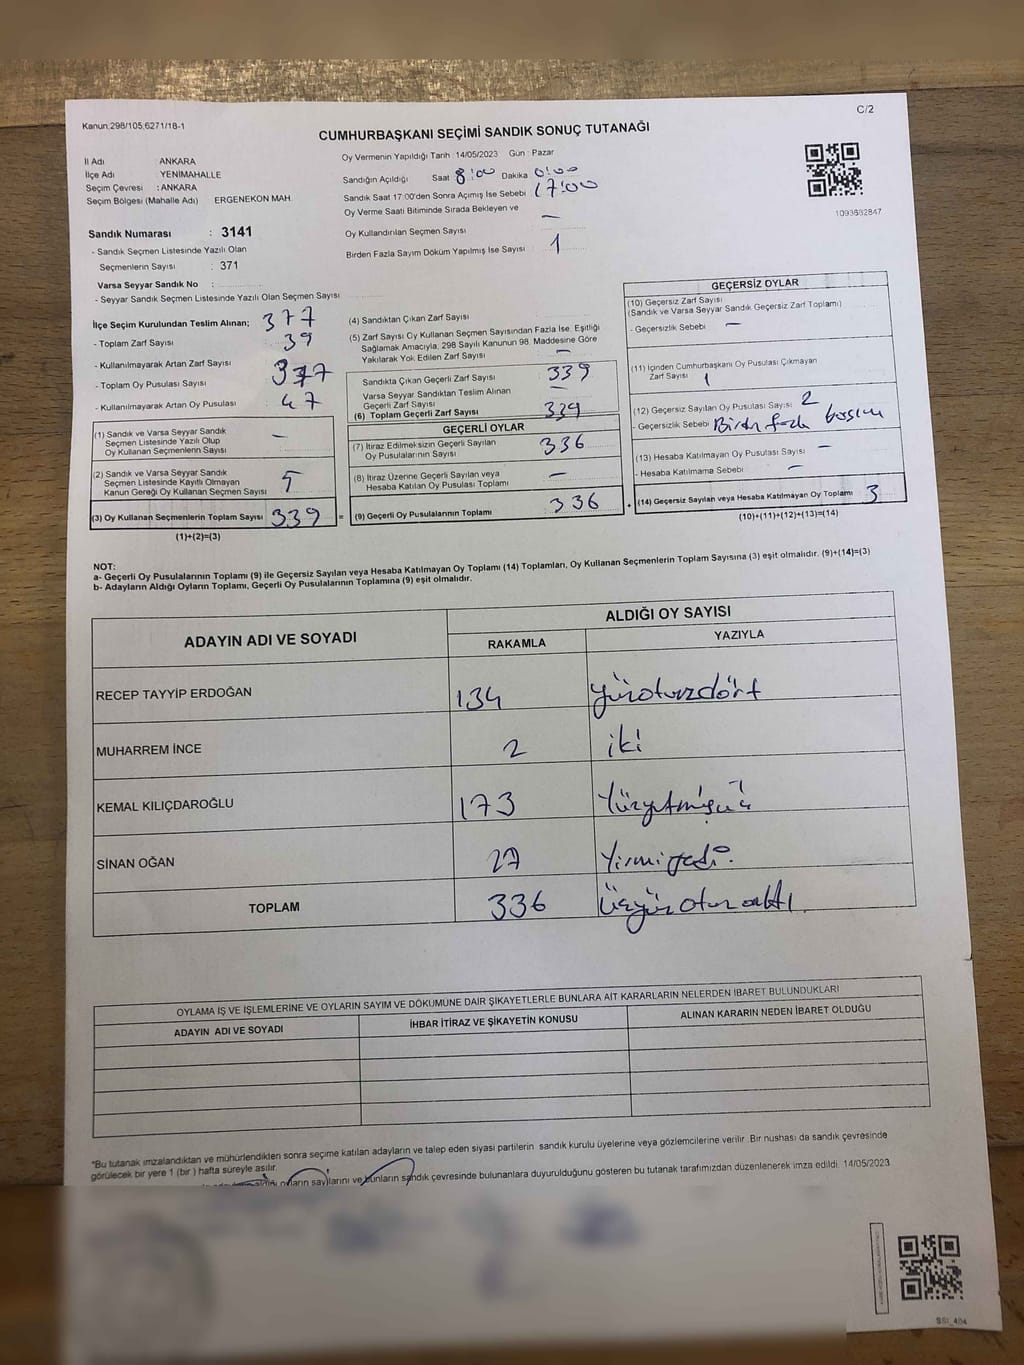 Kanun;298/105,6271/18-1
C/2
CUMHURBAŞKANI SEÇİMİ SANDIK SONUÇ TUTANAĞI
İl Adı : ANKARA
İlçe Adı : YENİMAHALLE
Seçim Çevresi : ANKARA
Seçim Bölgesi (Mahalle Adı) ERGENEKON MAH.
Sandık Numarası : 3141
- Sandık Seçmen Listesinde Yazılı Olan
Seçmenlerin Sayısı : 371
Varsa Seyyar Sandık No :
- Seyyar Sandık Seçmen Listesinde Yazılı Olan Seçmen Sayısı
Oy Vermenin Yapıldığı Tarih : 14/05/2023 Gün : Pazar
Sandığın Açıldığı Saat 8:00 Dakika 0:00
Sandık Saat 17:00'den Sonra Açımış İse Sebebi 17:00
Oy Verme Saati Bitiminde Sırada Bekleyen ve
Oy Kullandırılan Seçmen Sayısı —
Birden Fazla Sayım Döküm Yapılmış İse Sayısı 1
1093682847
İlçe Seçim Kurulundan Teslim Alınan; 377
- Toplam Zarf Sayısı 39
- Kullanılmayarak Artan Zarf Sayısı
- Toplam Oy Pusulası Sayısı 377
- Kullanılmayarak Artan Oy Pusulası 47
(1) Sandık ve Varsa Seyyar Sandık
Seçmen Listesinde Yazılı Olup
Oy Kullanan Seçmenlerin Sayısı —
(2) Sandık ve Varsa Seyyar Sandık
Seçmen Listesinde Kayıtlı Olmayan
Kanun Gereği Oy Kullanan Seçmen Sayısı 5
(3) Oy Kullanan Seçmenlerin Toplam Sayısı 339 =
(1)+(2)=(3)
(4) Sandıktan Çıkan Zarf Sayısı
(5) Zarf Sayısı Oy Kullanan Seçmen Sayısından Fazla İse, Eşitliği
Sağlamak Amacıyla, 298 Sayılı Kanunun 98. Maddesine Göre
Yakılarak Yok Edilen Zarf Sayısı —
Sandıkta Çıkan Geçerli Zarf Sayısı 339
Varsa Seyyar Sandıktan Teslim Alınan
Geçerli Zarf Sayısı —
(6) Toplam Geçerli Zarf Sayısı 339
GEÇERLİ OYLAR
(7) İtiraz Edilmeksizin Geçerli Sayılan
Oy Pusulalarının Sayısı 336
(8) İtiraz Üzerine Geçerli Sayılan veya
Hesaba Katılan Oy Pusulası Toplamı —
(9) Geçerli Oy Pusulalarının Toplamı 336
GEÇERSİZ OYLAR
(10) Geçersiz Zarf Sayısı
(Sandık ve Varsa Seyyar Sandık Geçersiz Zarf Toplamı)
- Geçersizlik Sebebi —
(11) İçinden Cumhurbaşkanı Oy Pusulası Çıkmayan
Zarf Sayısı 1
(12) Geçersiz Sayılan Oy Pusulası Sayısı 2
- Geçersizlik Sebebi Birden fazla basım
(13) Hesaba Katılmayan Oy Pusulası Sayısı —
- Hesaba Katılmama Sebebi —
(14) Geçersiz Sayılan veya Hesaba Katılmayan Oy Toplamı 3
(10)+(11)+(12)+(13)=(14)
NOT:
a- Geçerli Oy Pusulalarının Toplamı (9) ile Geçersiz Sayılan veya Hesaba Katılmayan Oy Toplamı (14) Toplamları, Oy Kullanan Seçmenlerin Toplam Sayısına (3) eşit olmalıdır. (9)+(14)=(3)
b- Adayların Aldığı Oyların Toplamı, Geçerli Oy Pusulalarının Toplamına (9) eşit olmalıdır.
ADAYIN ADI VE SOYADI ALDIĞI OY SAYISI
RAKAMLA YAZIYLA
RECEP TAYYİP ERDOĞAN 134 yüzotuzdört
MUHARREM İNCE 2 iki
KEMAL KILIÇDAROĞLU 173 Yüzyetmişüç
SİNAN OĞAN 27 Yirmiyedi.
TOPLAM 336 üçyüz otuz altı
OYLAMA İŞ VE İŞLEMLERİNE VE OYLARIN SAYIM VE DÖKÜMÜNE DAİR ŞİKAYETLERLE BUNLARA AİT KARARLARIN NELERDEN İBARET BULUNDUKLARI
ADAYIN ADI VE SOYADI İHBAR İTİRAZ VE ŞİKAYETİN KONUSU ALINAN KARARIN NEDEN İBARET OLDUĞU
*Bu tutanak imzalandıktan ve mühürlendikten sonra seçime katılan adayların ve talep eden siyasi partilerin sandık kurulu üyelerine veya gözlemcilerine verilir. Bir nushası da sandık çevresinde
görülecek bir yere 1 (bir) hafta süreyle asılır.
oyların sayılarını ve bunların sandık çevresinde bulunanlara duyurulduğunu gösteren bu tutanak tarafımızdan düzenlenerek imza edildi. 14/05/2023